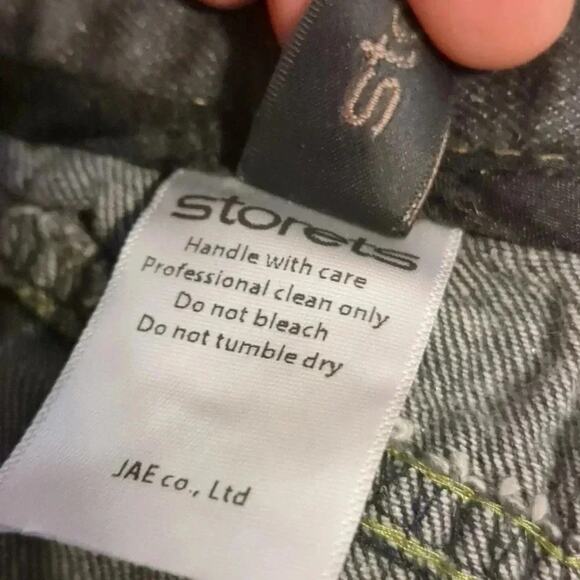 storets
Handle with care
Professional clean only
Do not bleach
Do not tumble dry
JAE co., Ltd